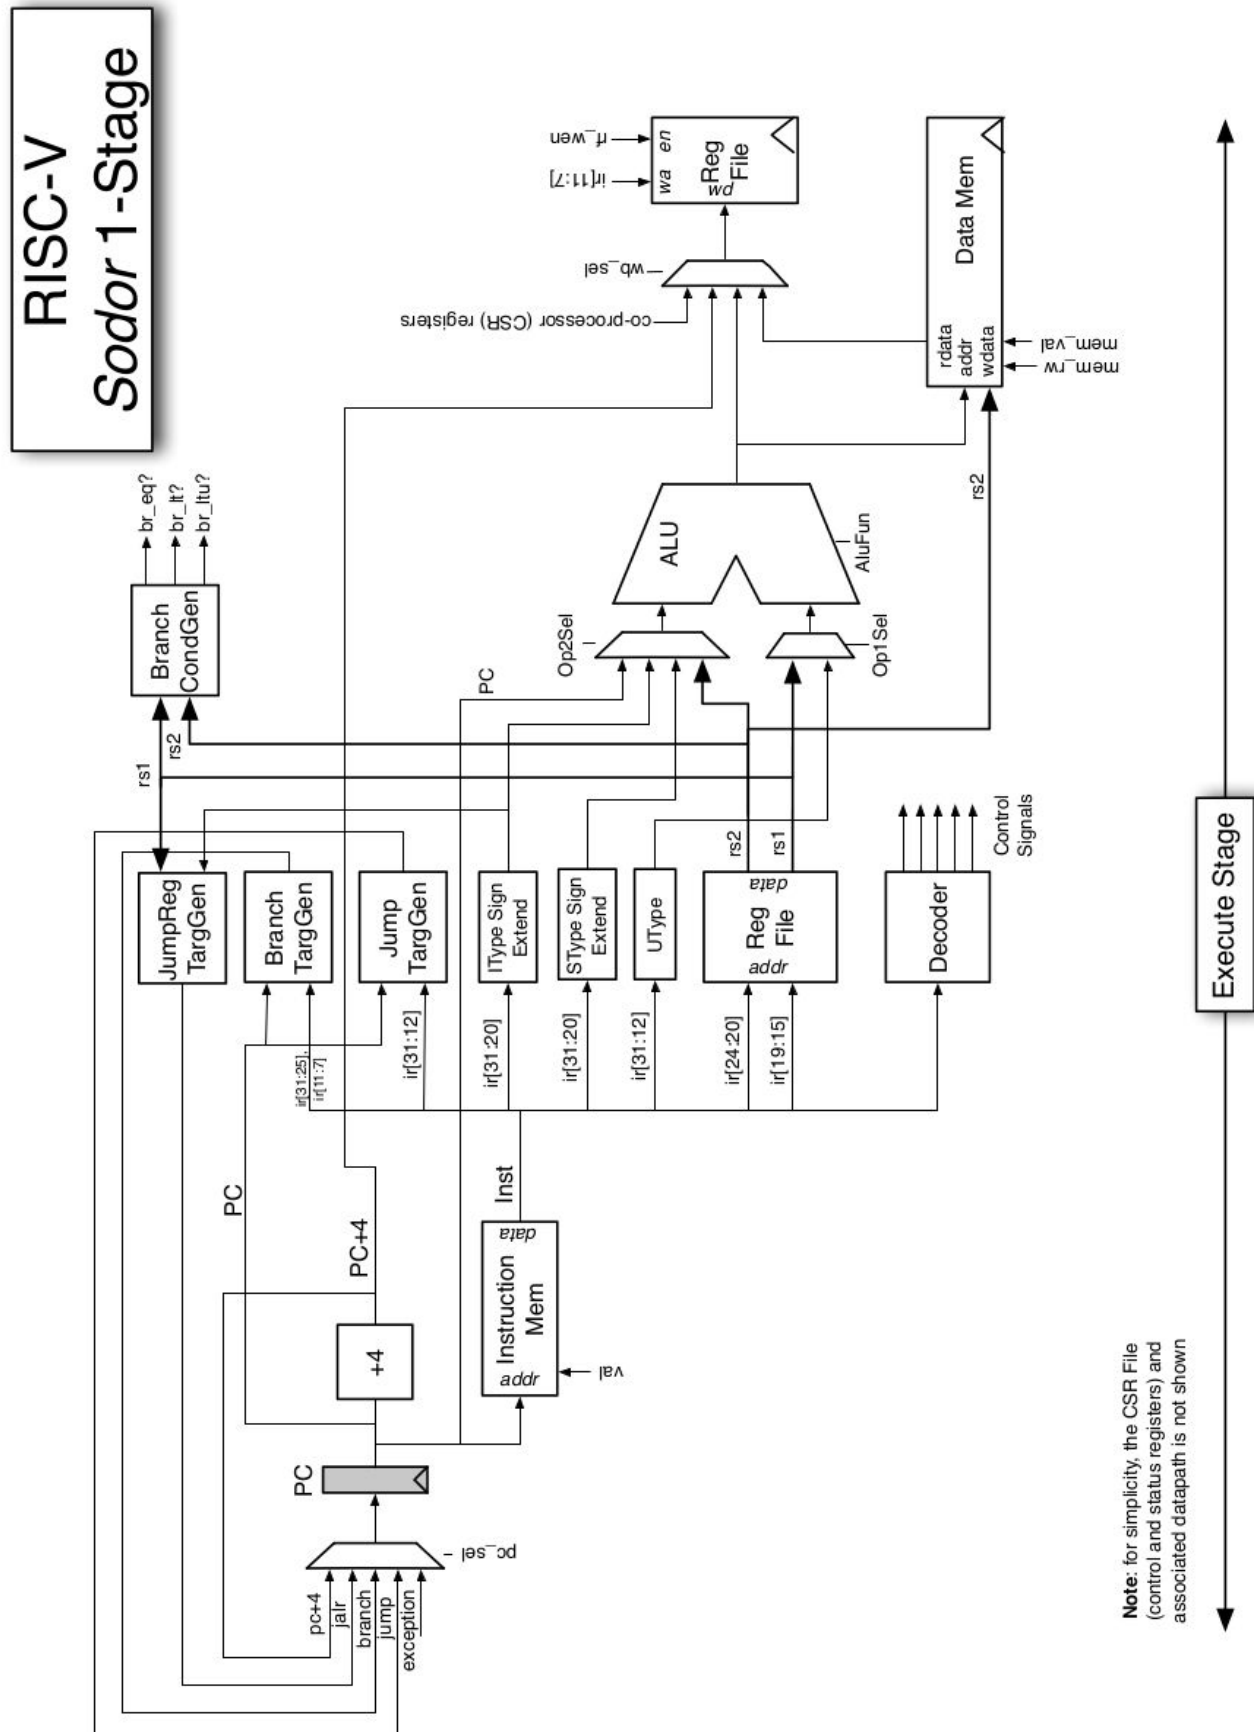 RISC-V
Sodor 1-Stage
br_eq?
br_lt?
br_ltu?
Branch
CondGen
rs1
rs2
JumpReg
TargGen
Branch
TargGen
Jump
TargGen
IType Sign
Extend
SType Sign
Extend
UType
Reg
File
addr
data
rs2
rs1
Decoder
Control
Signals
ir[31:25],
ir[11:7]
ir[31:12]
ir[31:20]
ir[31:20]
ir[31:12]
ir[24:20]
ir[19:15]
PC
PC+4
+4
PC
Inst
Instruction
Mem
addr
data
val
PC
pc_sel
pc+4
jalr
branch
jump
exception
Op2Sel
Op1Sel
ALU
AluFun
co-processor (CSR) registers
wb_sel
ir[11:7]
rf_wen
wa
en
Reg
File
wd
Data Mem
rdata
addr
wdata
mem_rw
mem_val
rs2
Note: for simplicity, the CSR File
(control and status registers) and
associated datapath is not shown
Execute Stage